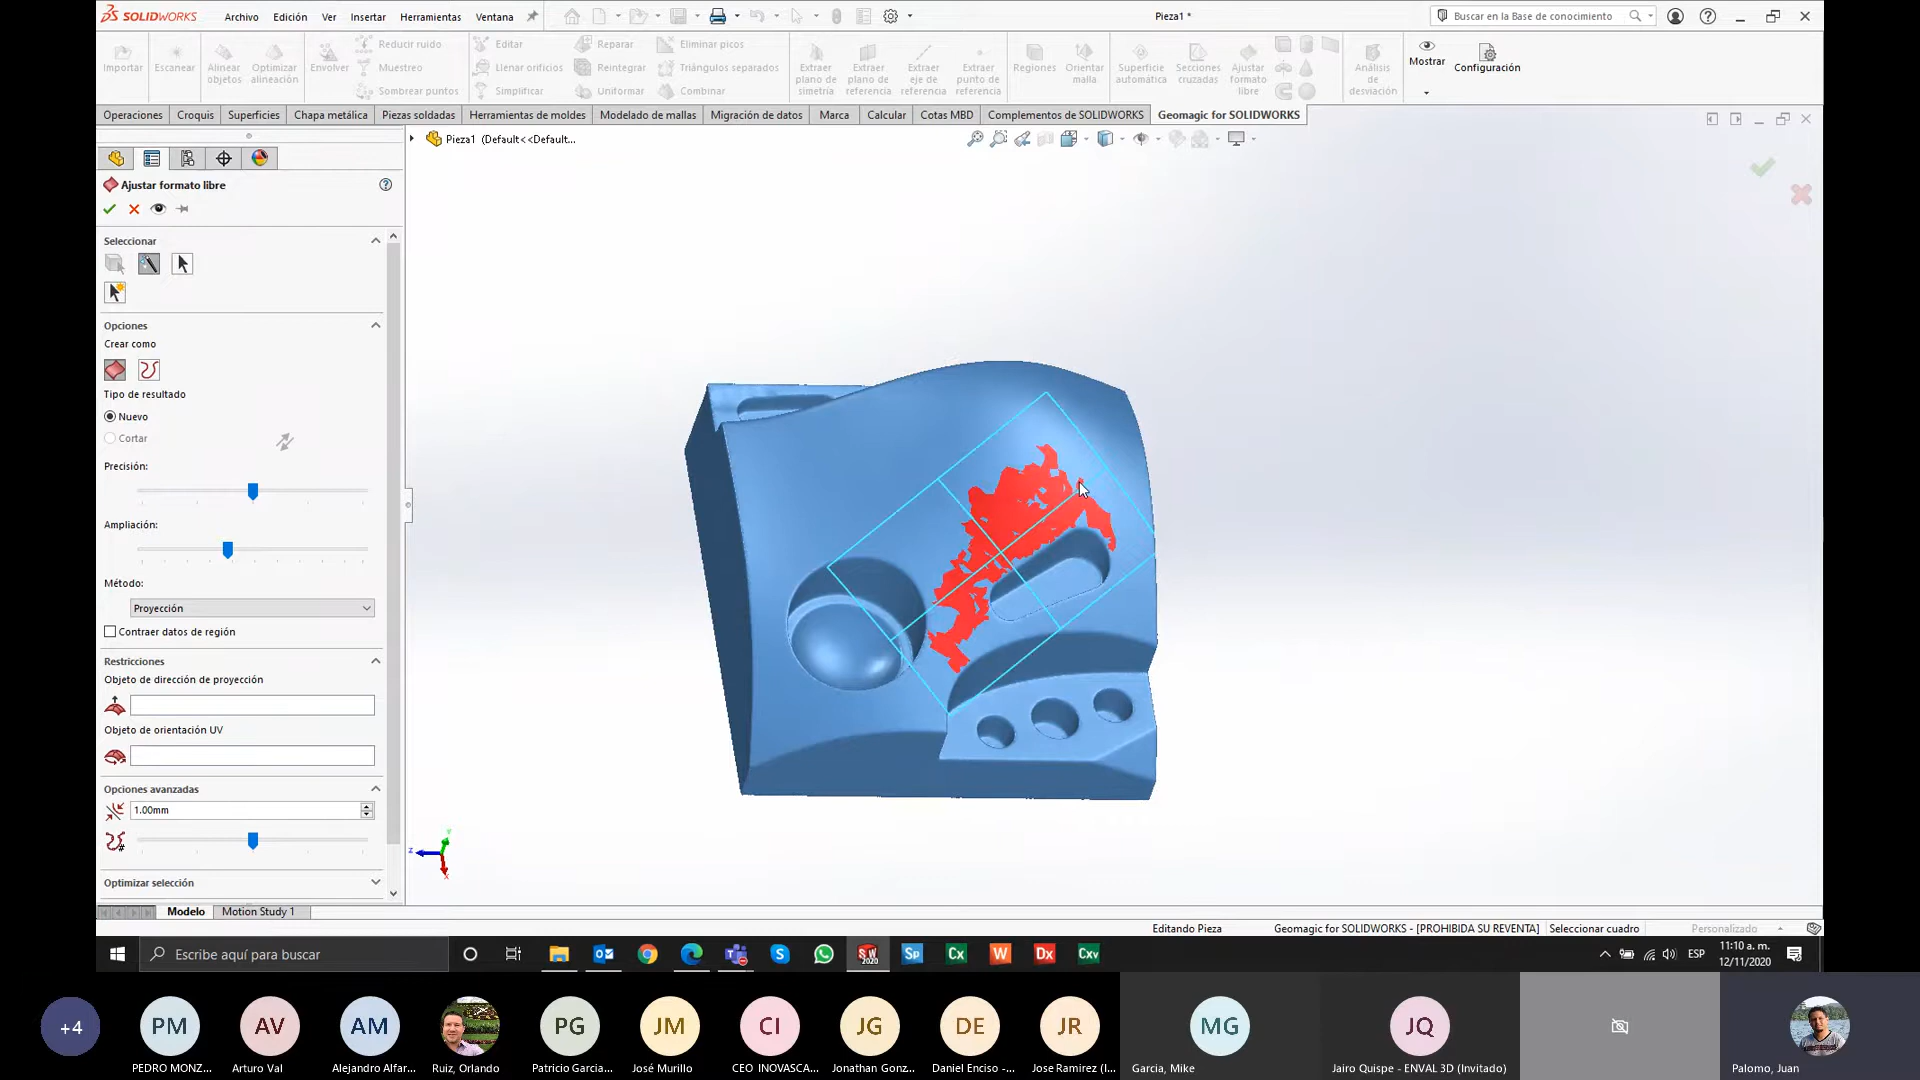 SOLIDWORKS
Archivo Edición Ver Insertar Herramientas Ventana
Pieza1 *
Buscar en la Base de conocimiento
Importar
Escanear
Alinear objetos
Optimizar alineación
Envolver
Reducir ruido
Muestreo
Sombrear puntos
Editar
Llenar orificios
Simplificar
Reparar
Reintegrar
Uniformar
Eliminar picos
Triángulos separados
Combinar
Extraer plano de simetría
Extraer plano de referencia
Extraer eje de referencia
Extraer punto de referencia
Regiones
Orientar malla
Superficie automática
Secciones cruzadas
Ajustar formato libre
Análisis de desviación
Mostrar
Configuración
Operaciones Croquis Superficies Chapa metálica Piezas soldadas Herramientas de moldes Modelado de mallas Migración de datos Marca Calcular Cotas MBD Complementos de SOLIDWORKS Geomagic for SOLIDWORKS
Pieza1 (Default<<Default...
Ajustar formato libre
Seleccionar
Opciones
Crear como
Tipo de resultado
Nuevo
Cortar
Precisión:
Ampliación:
Método:
Proyección
Contraer datos de región
Restricciones
Objeto de dirección de proyección
Objeto de orientación UV
Opciones avanzadas
1.00mm
Optimizar selección
Y
Z
X
Modelo Motion Study 1
Editando Pieza Geomagic for SOLIDWORKS - [PROHIBIDA SU REVENTA] Seleccionar cuadro Personalizado
Escribe aquí para buscar
SW 2020
Sp Cx W Dx Cxv
ESP
11:10 a. m.
12/11/2020
+4 PM AV AM PG JM CI JG DE JR MG JQ
PEDRO MONZ... Arturo Val Alejandro Alfar... Ruiz, Orlando Patricio Garcia... José Murillo CEO INOVASCA... Jonathan Gonz... Daniel Enciso -... Jose Ramirez (I... Garcia, Mike Jairo Quispe - ENVAL 3D (Invitado) Palomo, Juan